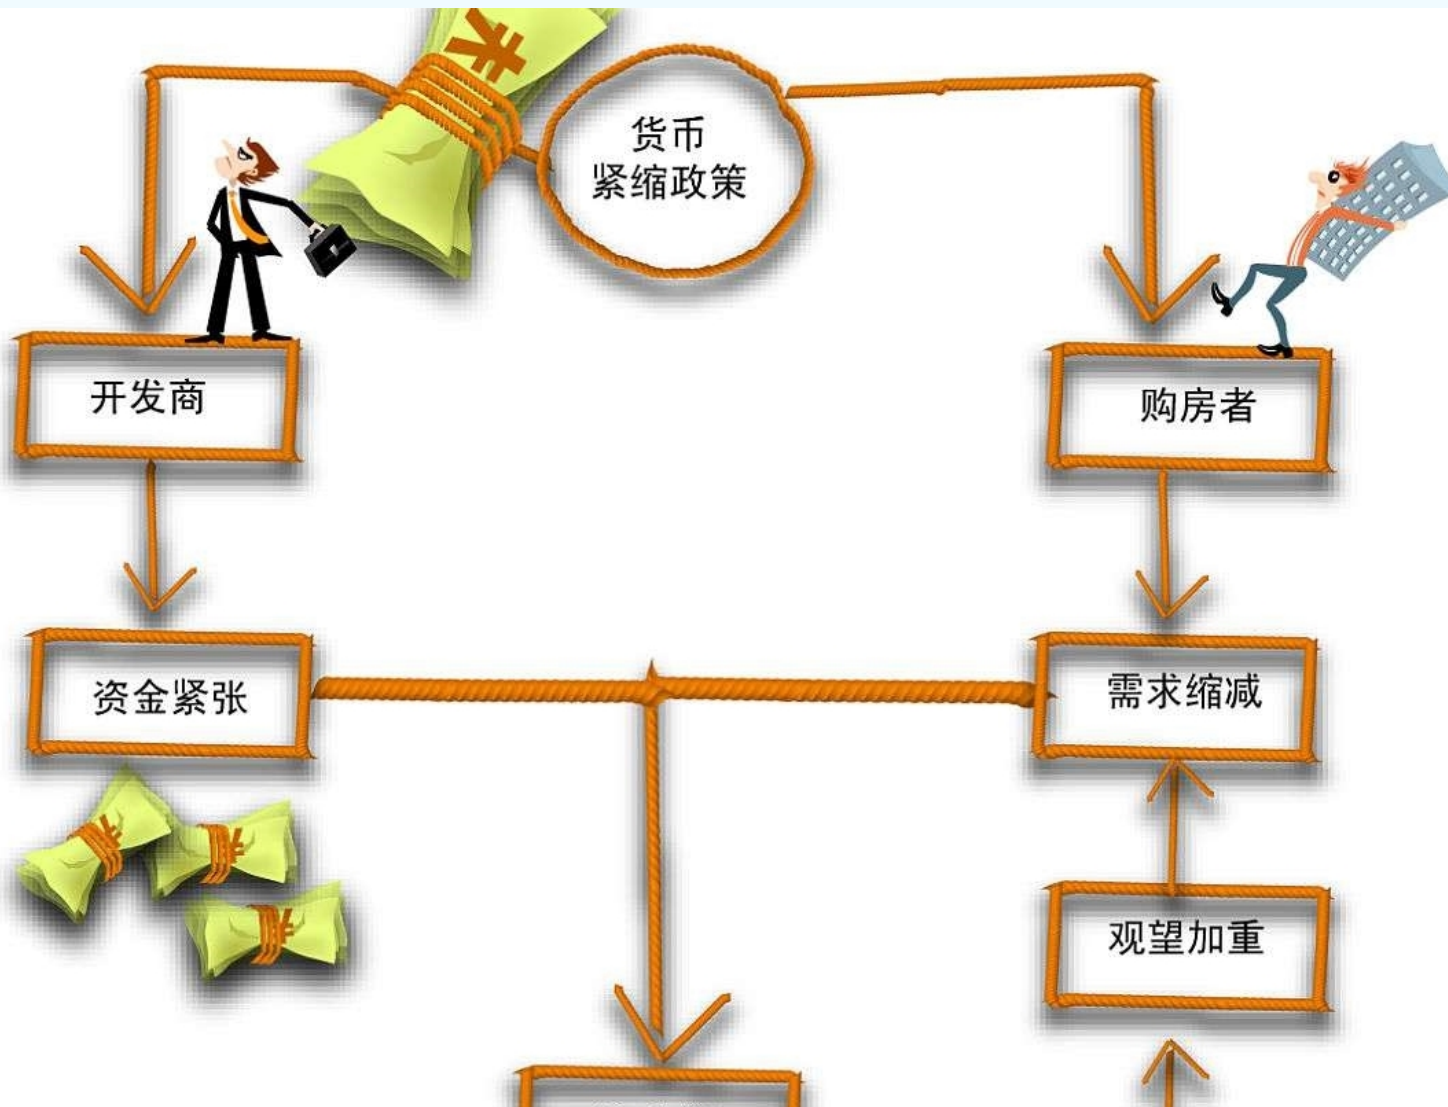 货币
紧缩政策
开发商
购房者
资金紧张
需求缩减
观望加重